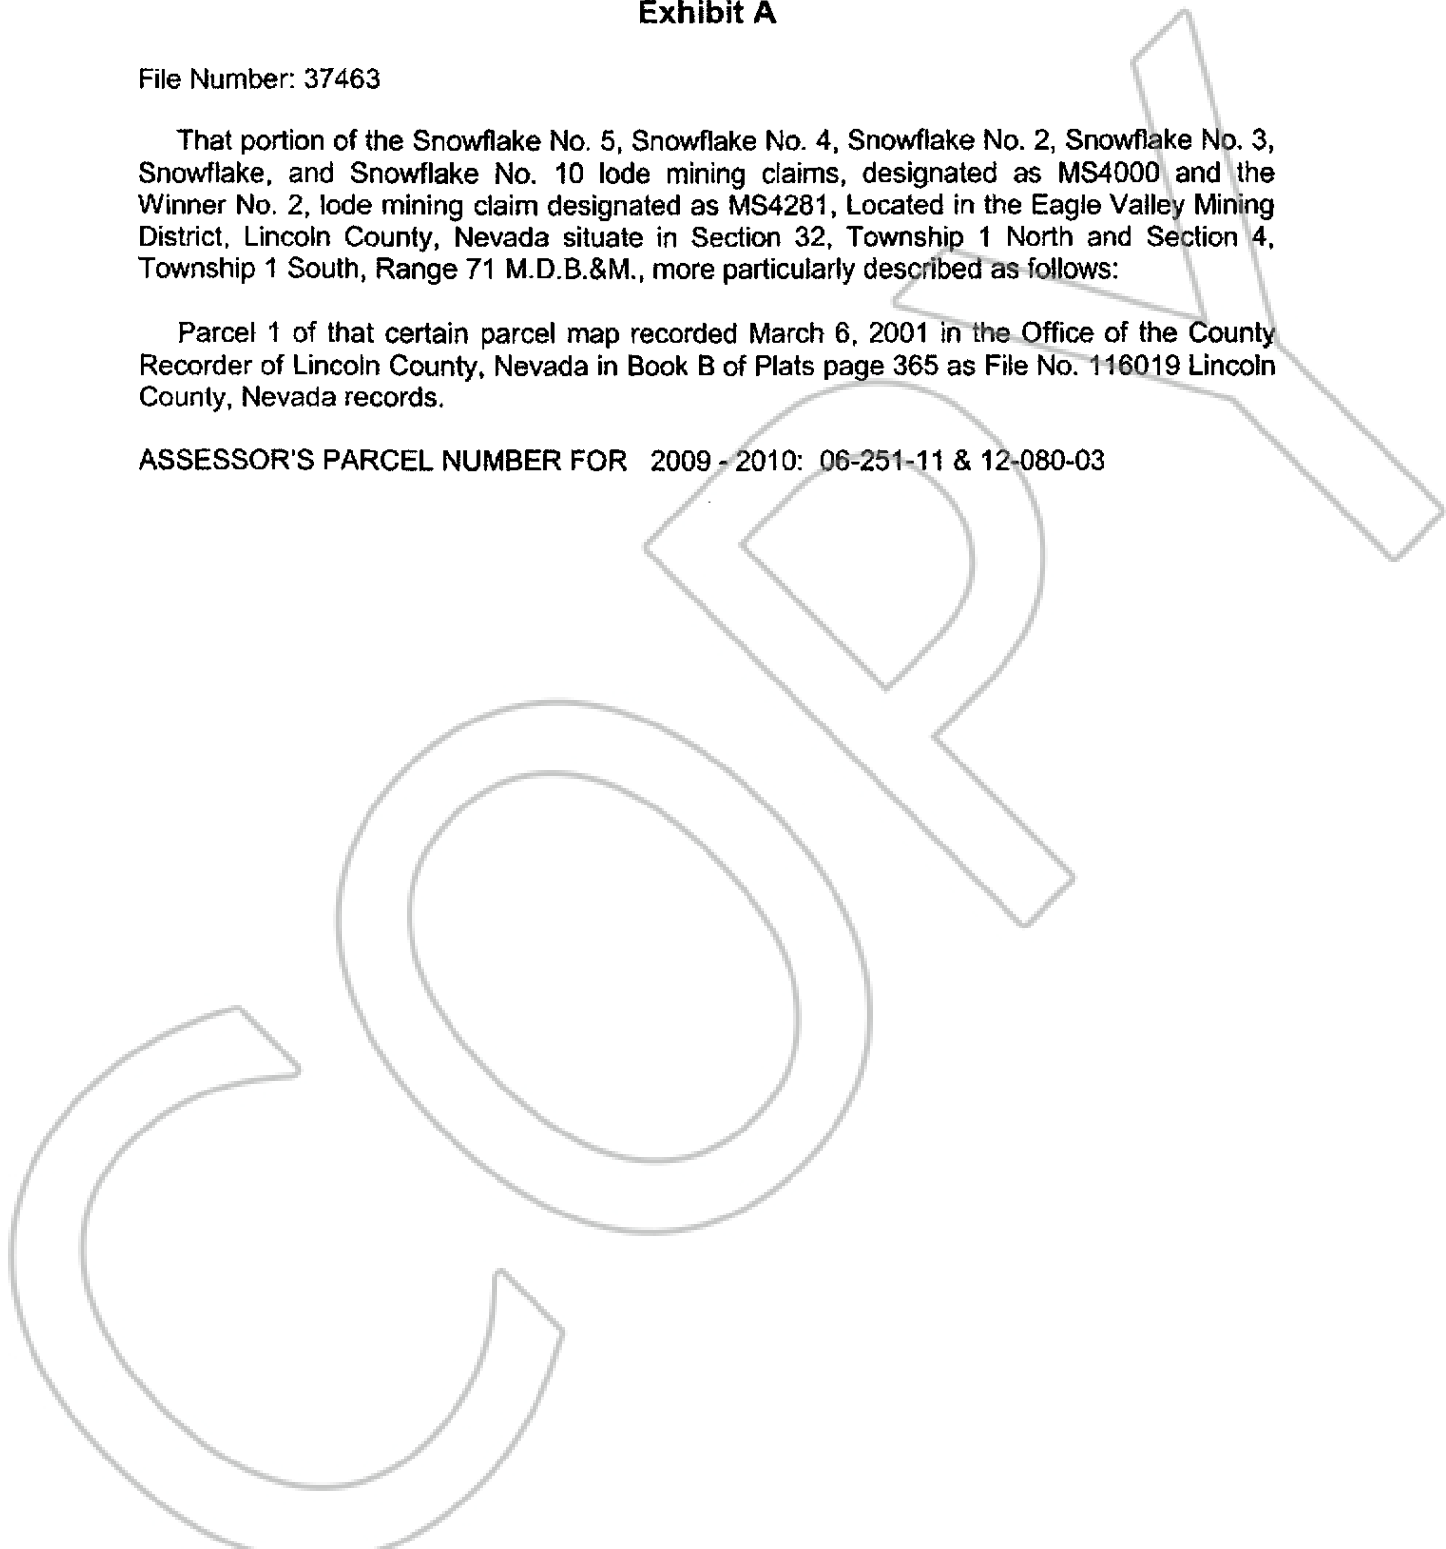 Exhibit A
File Number: 37463
That portion of the Snowflake No. 5, Snowflake No. 4, Snowflake No. 2, Snowflake No. 3,
Snowflake, and Snowflake No. 10 lode mining claims, designated as MS4000 and the
Winner No. 2, lode mining claim designated as MS4281, Located in the Eagle Valley Mining
District, Lincoln County, Nevada situate in Section 32, Township 1 North and Section 4,
Township 1 South, Range 71 M.D.B.&M., more particularly described as follows:
Parcel 1 of that certain parcel map recorded March 6, 2001 in the Office of the County
Recorder of Lincoln County, Nevada in Book B of Plats page 365 as File No. 116019 Lincoln
County, Nevada records.
ASSESSOR'S PARCEL NUMBER FOR 2009 - 2010: 06-251-11 & 12-080-03
COPY